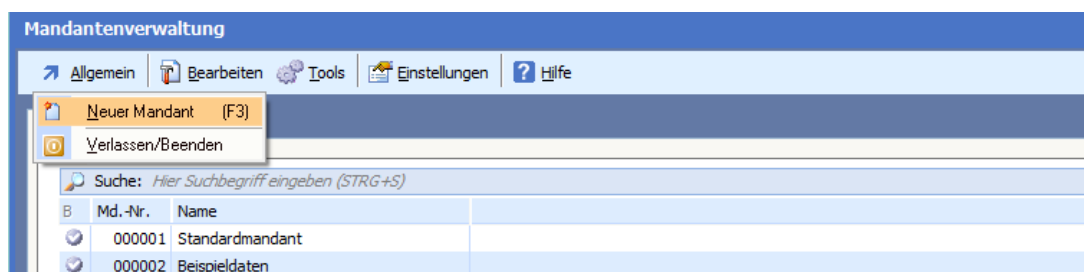 Mandantenverwaltung
Allgemein Bearbeiten Tools Einstellungen Hilfe
Neuer Mandant (F3)
Verlassen/Beenden
Suche: Hier Suchbegriff eingeben (STRG+S)
B Md.-Nr. Name
000001 Standardmandant
000002 Beispieldaten